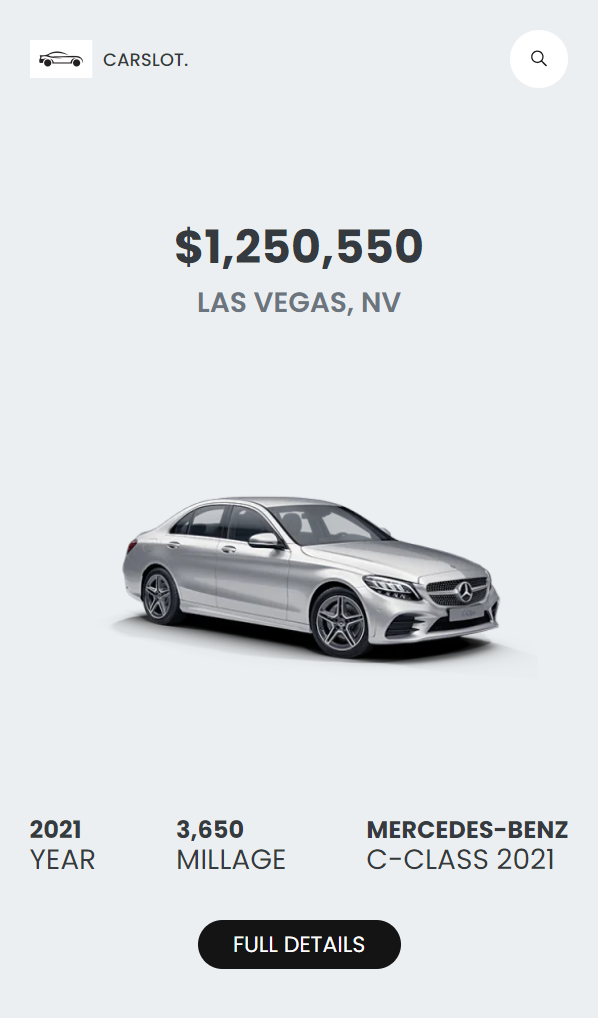 CARSLOT.
$1,250,550
LAS VEGAS, NV
2021
YEAR
3,650
MILLAGE
MERCEDES-BENZ
C-CLASS 2021
FULL DETAILS